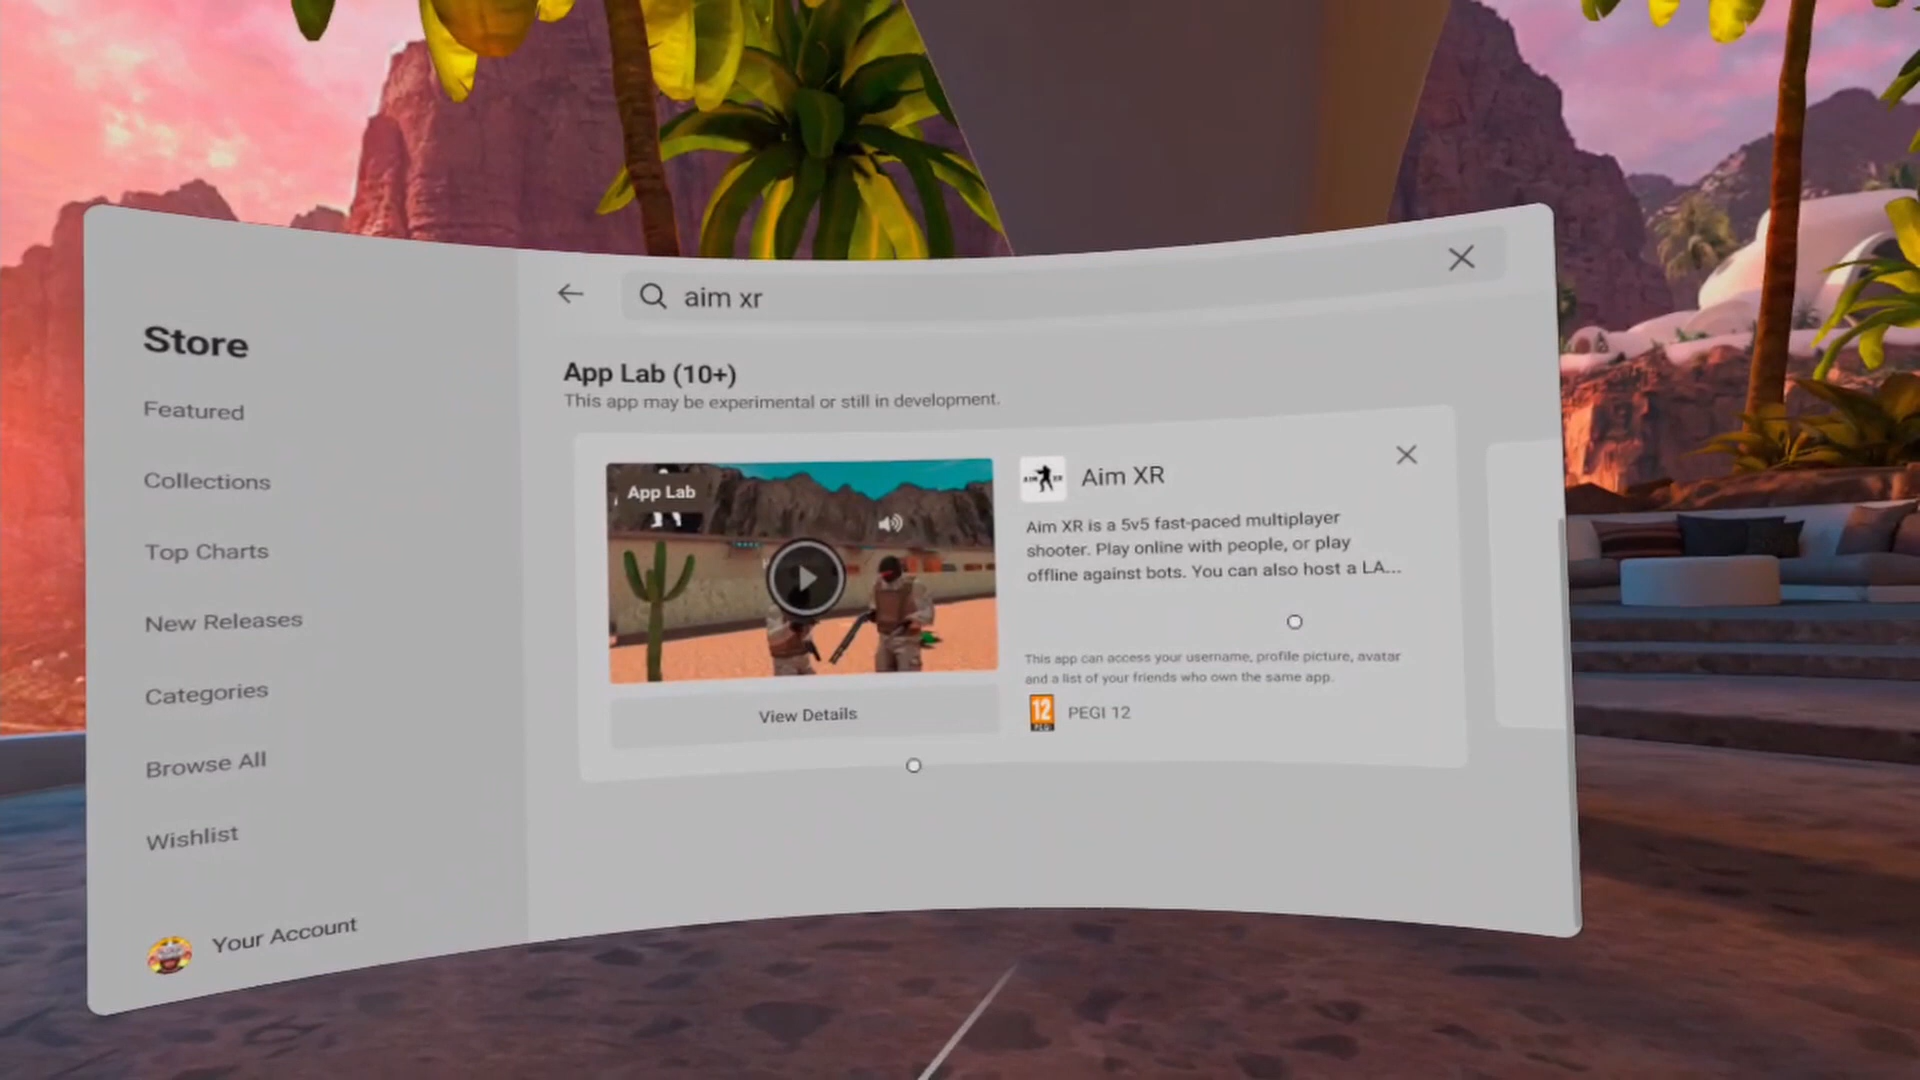 aim xr
Store
Featured
Collections
Top Charts
New Releases
Categories
Browse All
Wishlist
Your Account
App Lab (10+)
This app may be experimental or still in development.
App Lab
View Details
Aim XR
Aim XR is a 5v5 fast-paced multiplayer
shooter. Play online with people, or play
offline against bots. You can also host a LA...
This app can access your username, profile picture, avatar
and a list of your friends who own the same app.
12
PEGI
PEGI 12